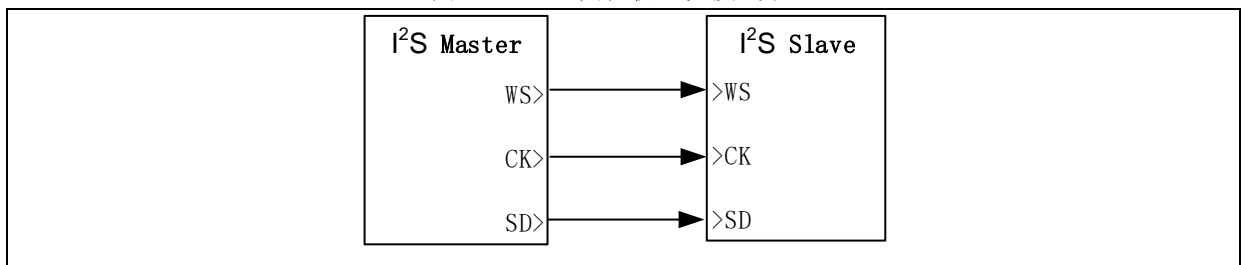 I²S Master
I²S Slave
WS>
>WS
CK>
>CK
SD>
>SD